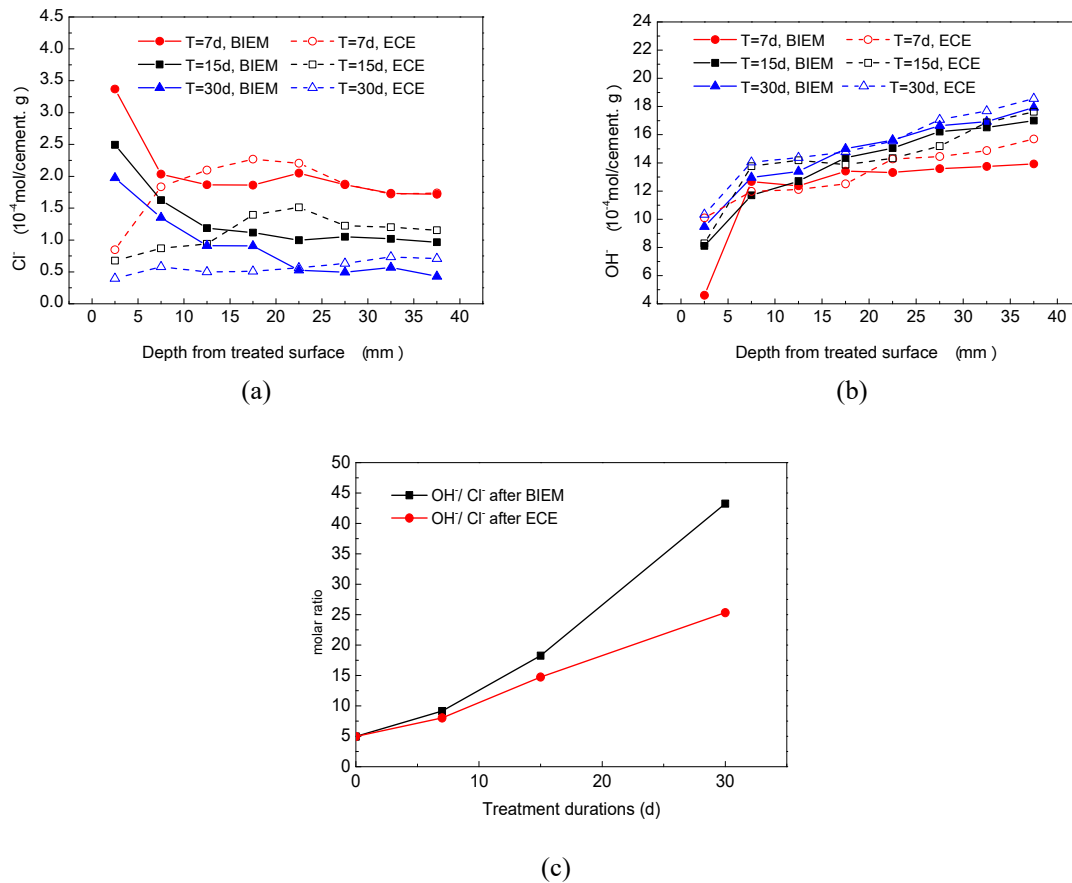 4.5
4.0
3.5
3.0
2.5
2.0
1.5
1.0
0.5
0.0
Cl⁻ (10⁻⁴mol/cement. g)
T=7d, BIEM T=7d, ECE
T=15d, BIEM T=15d, ECE
T=30d, BIEM T=30d, ECE
0 5 10 15 20 25 30 35 40
Depth from treated surface (mm)
(a)
24
22
20
18
16
14
12
10
8
6
4
OH⁻ (10⁻⁴mol/cement. g)
T=7d, BIEM T=7d, ECE
T=15d, BIEM T=15d, ECE
T=30d, BIEM T=30d, ECE
0 5 10 15 20 25 30 35 40
Depth from treated surface (mm)
(b)
50
45
40
35
30
25
20
15
10
5
0
molar ratio
OH⁻/ Cl⁻ after BIEM
OH⁻/ Cl⁻ after ECE
0 10 20 30
Treatment durations (d)
(c)